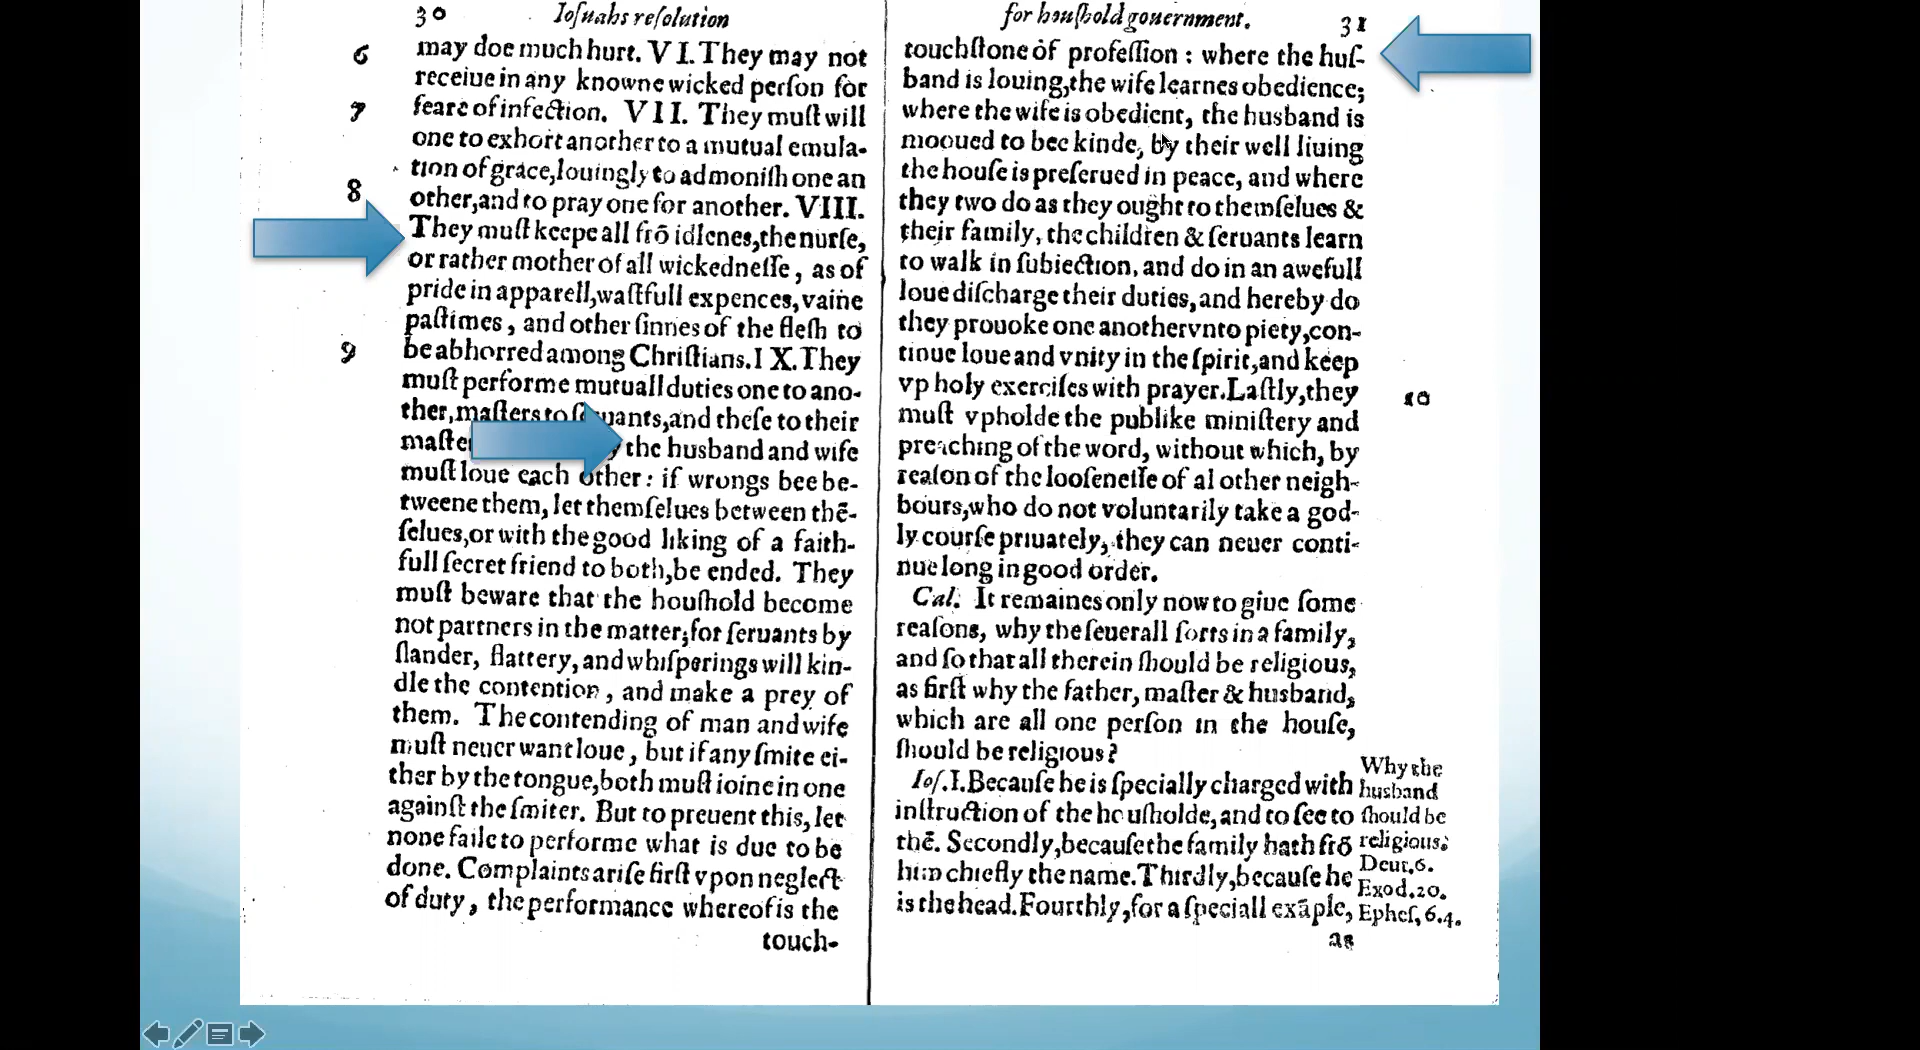 30 Ioſuahs reſolution
6 may doe much hurt. VI. They may not
receiue in any knowne wicked perſon for
7 feare of infection. VII. They muſt will
one to exhort another to a mutual emula-
tion of grace, louingly to admoniſh one an
8 other, and to pray one for another. VIII.
They muſt keepe all frõ idlenes, the nurſe,
or rather mother of all wickedneſſe, as of
pride in apparell, waſtfull expences, vaine
paſtimes, and other ſinnes of the fleſh to
9 be abhorred among Chriſtians. IX. They
muſt performe mutuall duties one to ano-
ther, maſters to ſeruants, and theſe to their
maſte the husband and wife
muſt loue each other: if wrongs bee be-
tweene them, let themſelues between thẽ-
ſelues, or with the good liking of a faith-
full ſecret friend to both, be ended. They
muſt beware that the houſhold become
not partners in the matter, for ſeruants by
ſlander, flattery, and whiſperings will kin-
dle the contention, and make a prey of
them. The contending of man and wife
muſt neuer want loue, but if any ſmite ei-
ther by the tongue, both muſt ioine in one
againſt the ſmiter. But to preuent this, let
none faile to performe what is due to be
done. Complaints ariſe firſt vpon neglect
of duty, the performance whereof is the
touch-
for houſhold gouernment. 31
touchſtone of profeſſion: where the huſ-
band is louing, the wife learnes obedience;
where the wife is obedient, the husband is
mooued to bee kinde, by their well liuing
the houſe is preſerued in peace, and where
they two do as they ought to themſelues &
their family, the children & ſeruants learn
to walk in ſubiection, and do in an awefull
loue diſcharge their duties, and hereby do
they prouoke one another vnto piety, con-
tinue loue and vnity in the ſpirit, and keep
vp holy exerciſes with prayer. Laſtly, they 10
muſt vpholde the publike miniſtery and
preaching of the word, without which, by
reaſon of the looſeneſſe of al other neigh-
bours, who do not voluntarily take a god-
ly courſe priuately, they can neuer conti-
nue long in good order.
Cal. It remaines only now to giue ſome
reaſons, why the ſeuerall ſorts in a family,
and ſo that all therein ſhould be religious,
as firſt why the father, maſter & husband,
which are all one perſon in the houſe,
ſhould be religious?
Ioſ. I. Becauſe he is ſpecially charged with
inſtruction of the houſholde, and to ſee to
thẽ. Secondly, becauſe the family hath frõ
him chiefly the name. Thirdly, becauſe he
is the head. Fourthly, for a ſpeciall exãple,
as
Why the
husband
ſhould be
religious.
Deut. 6.
Exod. 20.
Epheſ. 6. 4.